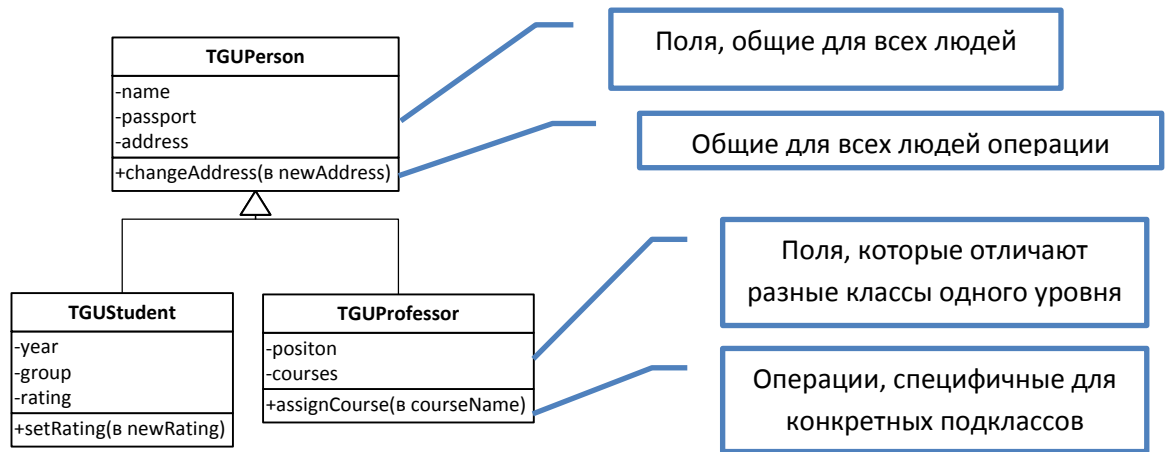 TGUPerson
-name
-passport
-address
+changeAddress(в newAddress)
Поля, общие для всех людей
Общие для всех людей операции
TGUStudent
-year
-group
-rating
+setRating(в newRating)
TGUProfessor
-positon
-courses
+assignCourse(в courseName)
Поля, которые отличают
разные классы одного уровня
Операции, специфичные для
конкретных подклассов